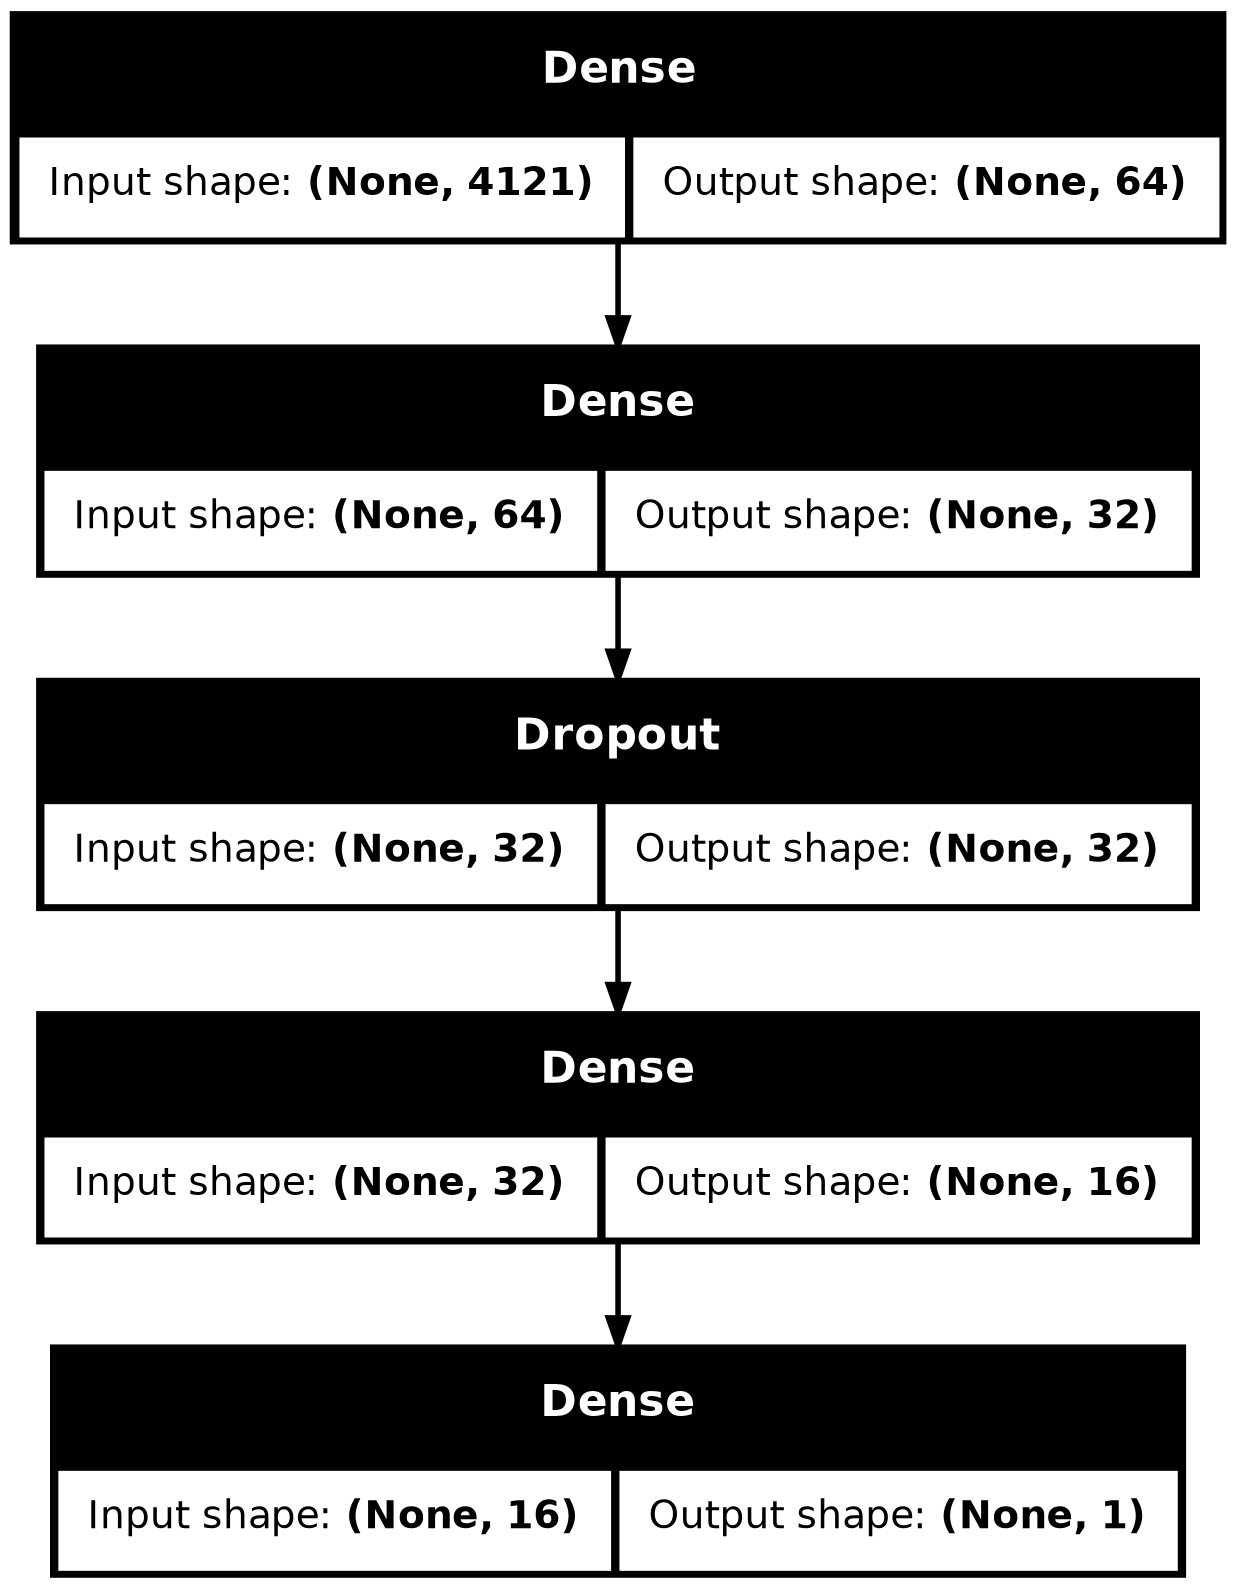 Dense
Input shape: (None, 4121) Output shape: (None, 64)
Dense
Input shape: (None, 64) Output shape: (None, 32)
Dropout
Input shape: (None, 32) Output shape: (None, 32)
Dense
Input shape: (None, 32) Output shape: (None, 16)
Dense
Input shape: (None, 16) Output shape: (None, 1)